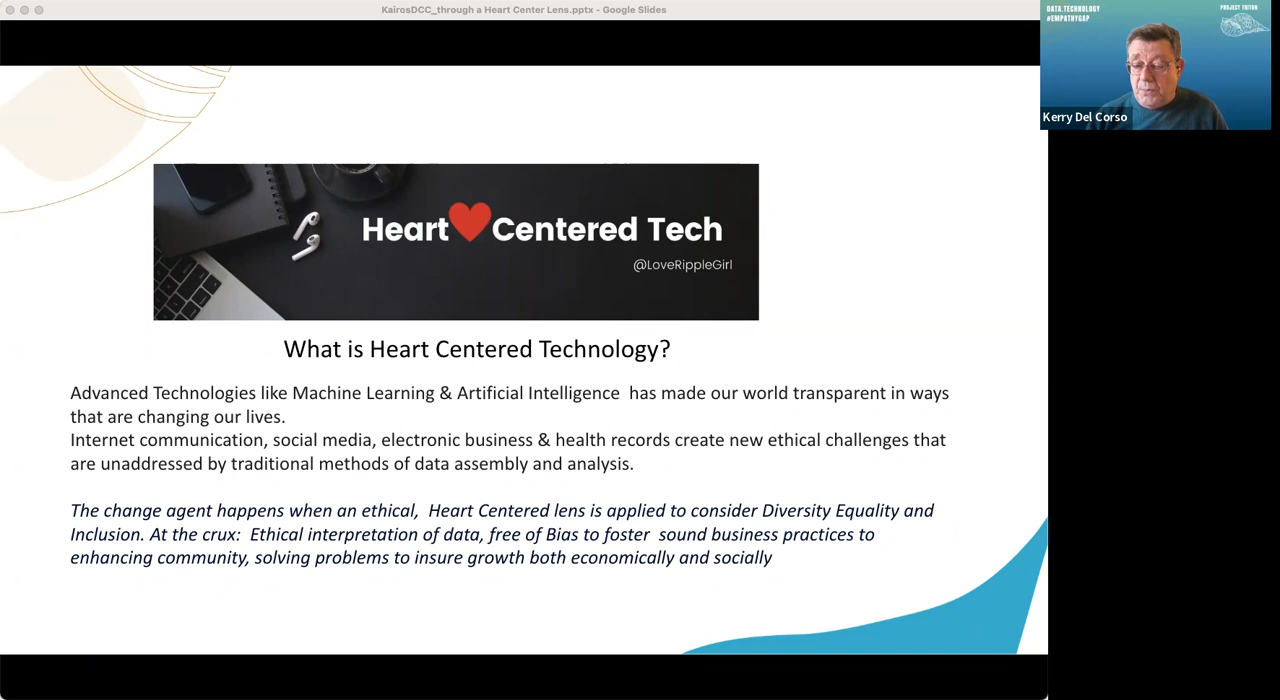 KairosDCC_through a Heart Center Lens.pptx - Google Slides
DATA.TECHNOLOGY
#EMPATHYGAP
PROJECT TRITON
Kerry Del Corso
Heart❤Centered Tech
@LoveRippleGirl
What is Heart Centered Technology?
Advanced Technologies like Machine Learning & Artificial Intelligence  has made our world transparent in ways
that are changing our lives.
Internet communication, social media, electronic business & health records create new ethical challenges that
are unaddressed by traditional methods of data assembly and analysis.
The change agent happens when an ethical,  Heart Centered lens is applied to consider Diversity Equality and
Inclusion. At the crux:  Ethical interpretation of data, free of Bias to foster  sound business practices to
enhancing community, solving problems to insure growth both economically and socially